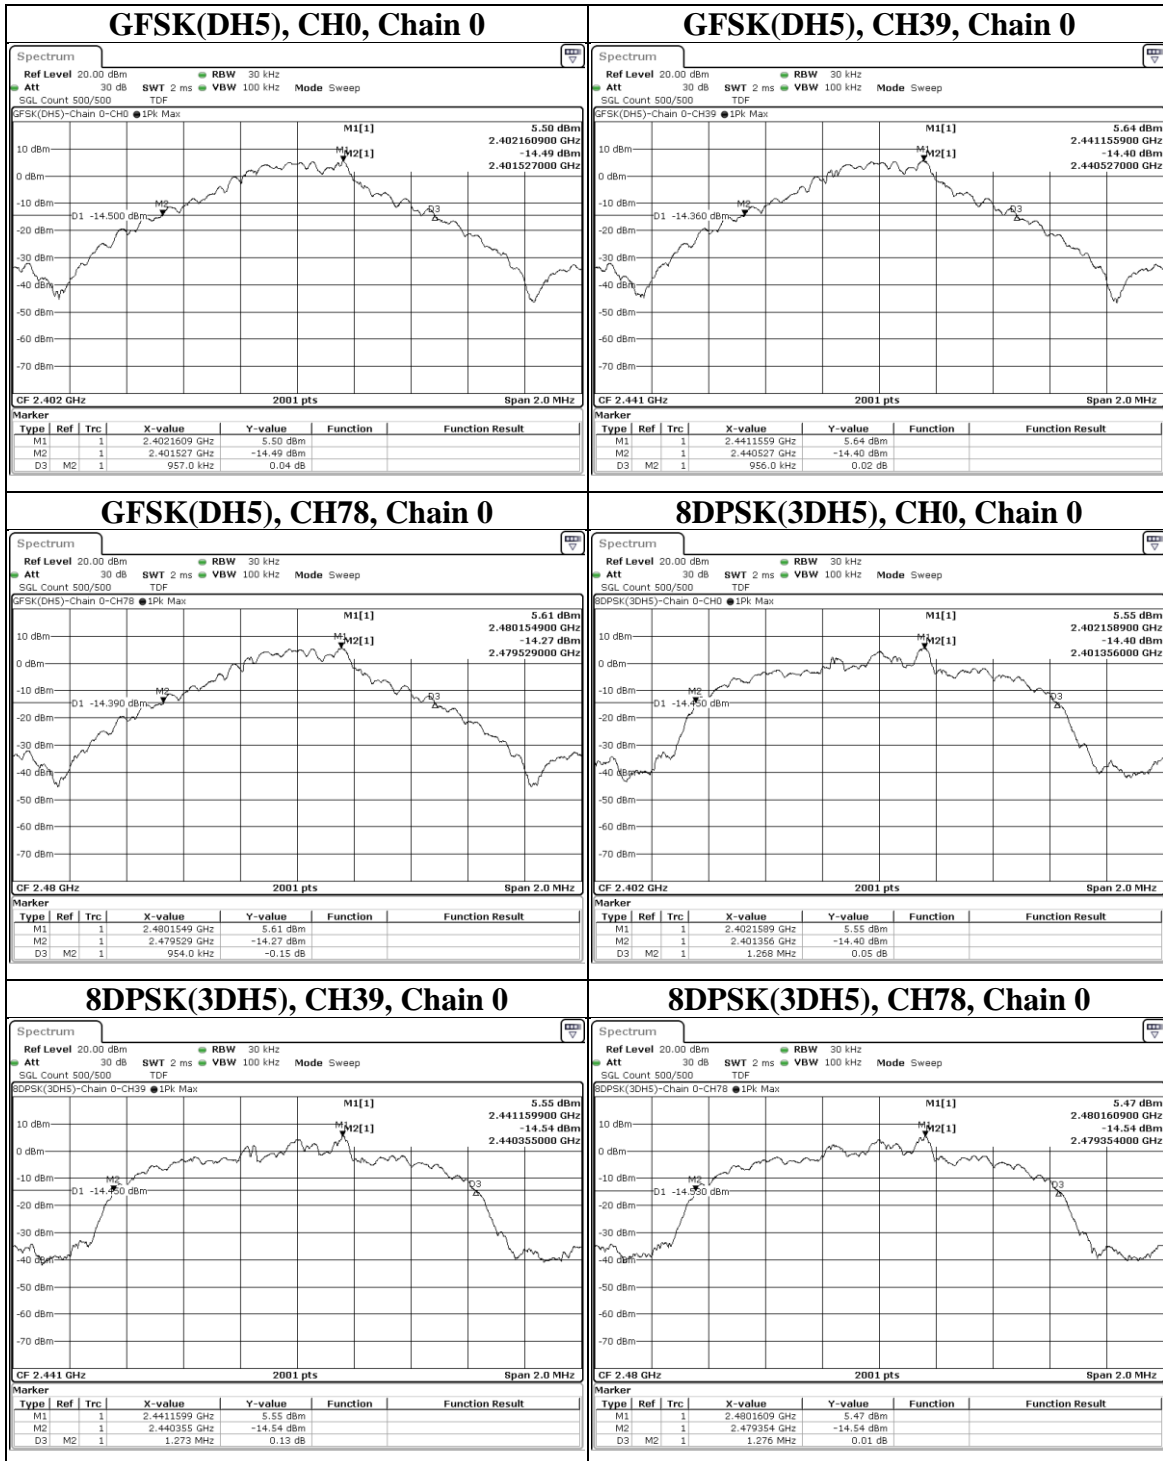 GFSK(DH5), CH0, Chain 0
Spectrum
Ref Level 20.00 dBm RBW 30 kHz
Att 30 dB SWT 2 ms VBW 100 kHz Mode Sweep
SGL Count 500/500 TDF
GFSK(DH5)-Chain 0-CH0 1Pk Max
M1[1] 5.50 dBm
2.402160900 GHz
M1
M2[1] -14.49 dBm
2.401527000 GHz
10 dBm
0 dBm
-10 dBm
M2
D3
D1 -14.500 dBm
-20 dBm
-30 dBm
-40 dBm
-50 dBm
-60 dBm
-70 dBm
CF 2.402 GHz 2001 pts Span 2.0 MHz
Marker
Type Ref Trc X-value Y-value Function Function Result
M1 1 2.4021609 GHz 5.50 dBm
M2 1 2.401527 GHz -14.49 dBm
D3 M2 1 957.0 kHz 0.04 dB
GFSK(DH5), CH39, Chain 0
Spectrum
Ref Level 20.00 dBm RBW 30 kHz
Att 30 dB SWT 2 ms VBW 100 kHz Mode Sweep
SGL Count 500/500 TDF
GFSK(DH5)-Chain 0-CH39 1Pk Max
M1[1] 5.64 dBm
2.441155900 GHz
M1
M2[1] -14.40 dBm
2.440527000 GHz
10 dBm
0 dBm
-10 dBm
M2
D3
D1 -14.360 dBm
-20 dBm
-30 dBm
-40 dBm
-50 dBm
-60 dBm
-70 dBm
CF 2.441 GHz 2001 pts Span 2.0 MHz
Marker
Type Ref Trc X-value Y-value Function Function Result
M1 1 2.4411559 GHz 5.64 dBm
M2 1 2.440527 GHz -14.40 dBm
D3 M2 1 956.0 kHz 0.02 dB
GFSK(DH5), CH78, Chain 0
Spectrum
Ref Level 20.00 dBm RBW 30 kHz
Att 30 dB SWT 2 ms VBW 100 kHz Mode Sweep
SGL Count 500/500 TDF
GFSK(DH5)-Chain 0-CH78 1Pk Max
M1[1] 5.61 dBm
2.480154900 GHz
M1
M2[1] -14.27 dBm
2.479529000 GHz
10 dBm
0 dBm
-10 dBm
M2
D3
D1 -14.390 dBm
-20 dBm
-30 dBm
-40 dBm
-50 dBm
-60 dBm
-70 dBm
CF 2.48 GHz 2001 pts Span 2.0 MHz
Marker
Type Ref Trc X-value Y-value Function Function Result
M1 1 2.4801549 GHz 5.61 dBm
M2 1 2.479529 GHz -14.27 dBm
D3 M2 1 954.0 kHz -0.15 dB
8DPSK(3DH5), CH0, Chain 0
Spectrum
Ref Level 20.00 dBm RBW 30 kHz
Att 30 dB SWT 2 ms VBW 100 kHz Mode Sweep
SGL Count 500/500 TDF
8DPSK(3DH5)-Chain 0-CH0 1Pk Max
M1[1] 5.55 dBm
2.402158900 GHz
M1
M2[1] -14.40 dBm
2.401356000 GHz
10 dBm
0 dBm
-10 dBm
M2
D3
D1 -14.450 dBm
-20 dBm
-30 dBm
-40 dBm
-50 dBm
-60 dBm
-70 dBm
CF 2.402 GHz 2001 pts Span 2.0 MHz
Marker
Type Ref Trc X-value Y-value Function Function Result
M1 1 2.4021589 GHz 5.55 dBm
M2 1 2.401356 GHz -14.40 dBm
D3 M2 1 1.268 MHz 0.05 dB
8DPSK(3DH5), CH39, Chain 0
Spectrum
Ref Level 20.00 dBm RBW 30 kHz
Att 30 dB SWT 2 ms VBW 100 kHz Mode Sweep
SGL Count 500/500 TDF
8DPSK(3DH5)-Chain 0-CH39 1Pk Max
M1[1] 5.55 dBm
2.441159900 GHz
M1
M2[1] -14.54 dBm
2.440355000 GHz
10 dBm
0 dBm
-10 dBm
M2
D3
D1 -14.450 dBm
-20 dBm
-30 dBm
-40 dBm
-50 dBm
-60 dBm
-70 dBm
CF 2.441 GHz 2001 pts Span 2.0 MHz
Marker
Type Ref Trc X-value Y-value Function Function Result
M1 1 2.4411599 GHz 5.55 dBm
M2 1 2.440355 GHz -14.54 dBm
D3 M2 1 1.273 MHz 0.13 dB
8DPSK(3DH5), CH78, Chain 0
Spectrum
Ref Level 20.00 dBm RBW 30 kHz
Att 30 dB SWT 2 ms VBW 100 kHz Mode Sweep
SGL Count 500/500 TDF
8DPSK(3DH5)-Chain 0-CH78 1Pk Max
M1[1] 5.47 dBm
2.480160900 GHz
M1
M2[1] -14.54 dBm
2.479354000 GHz
10 dBm
0 dBm
-10 dBm
M2
D3
D1 -14.530 dBm
-20 dBm
-30 dBm
-40 dBm
-50 dBm
-60 dBm
-70 dBm
CF 2.48 GHz 2001 pts Span 2.0 MHz
Marker
Type Ref Trc X-value Y-value Function Function Result
M1 1 2.4801609 GHz 5.47 dBm
M2 1 2.479354 GHz -14.54 dBm
D3 M2 1 1.276 MHz 0.01 dB